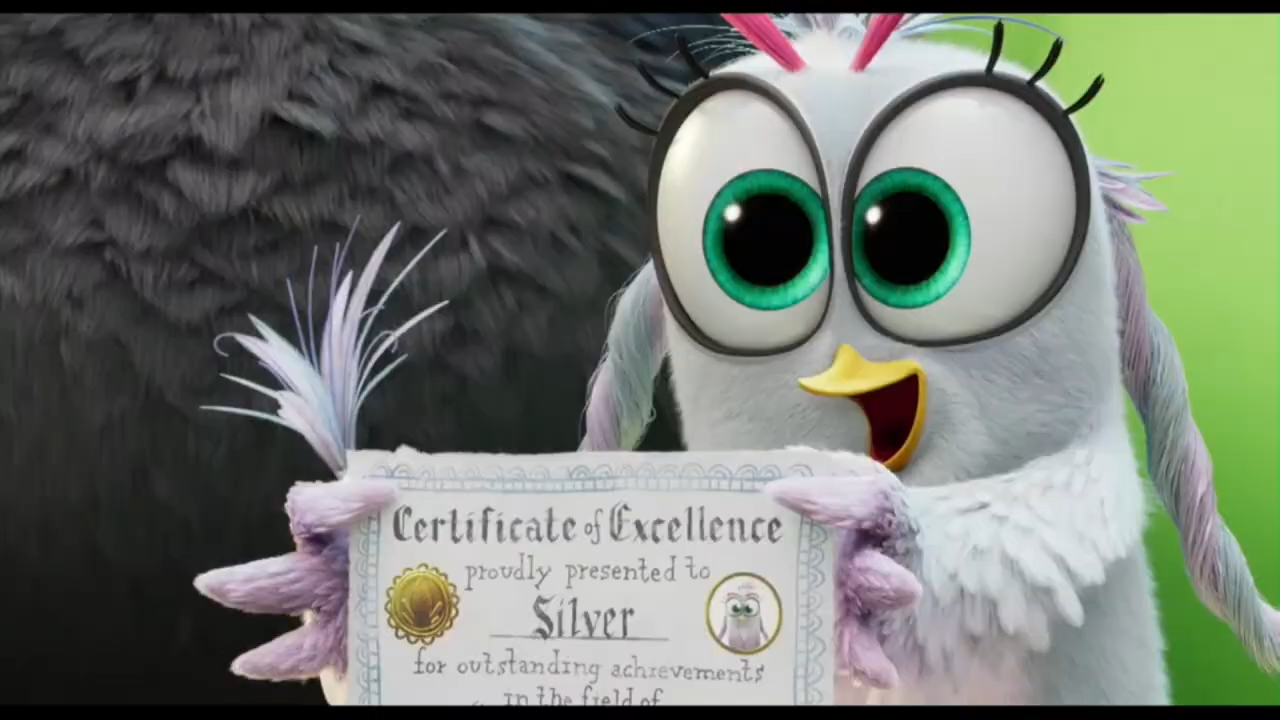 Certificate of Excellence
proudly presented to
Silver
for outstanding achievements
in the field of